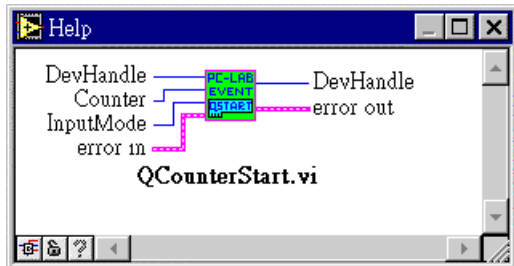 Help
DevHandle
Counter
InputMode
error in
PC-LAB
EVENT
QSTART
DevHandle
error out
QCounterStart.vi
?